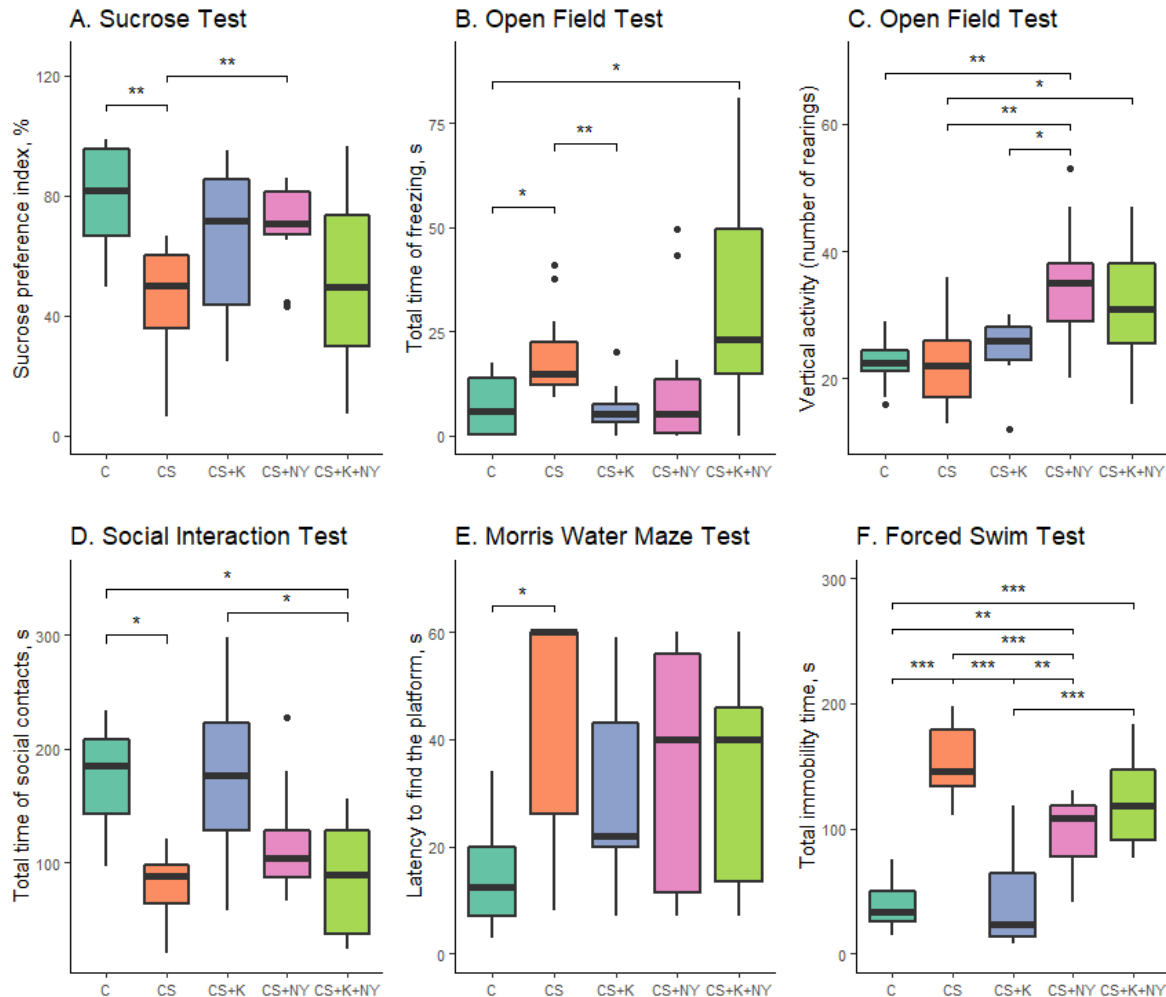 A. Sucrose Test
Sucrose preference index, %
120
80
40
0
** **
C CS CS+K CS+NY CS+K+NY
B. Open Field Test
Total time of freezing, s
75
50
25
0
*
**
*
C CS CS+K CS+NY CS+K+NY
C. Open Field Test
Vertical activity (number of rearings)
60
40
20
**
*
**
*
C CS CS+K CS+NY CS+K+NY
D. Social Interaction Test
Total time of social contacts, s
300
200
100
*
*
*
C CS CS+K CS+NY CS+K+NY
E. Morris Water Maze Test
Latency to find the platform, s
60
40
20
0
*
C CS CS+K CS+NY CS+K+NY
F. Forced Swim Test
Total immobility time, s
300
200
100
0
***
**
***
*** *** **
***
C CS CS+K CS+NY CS+K+NY